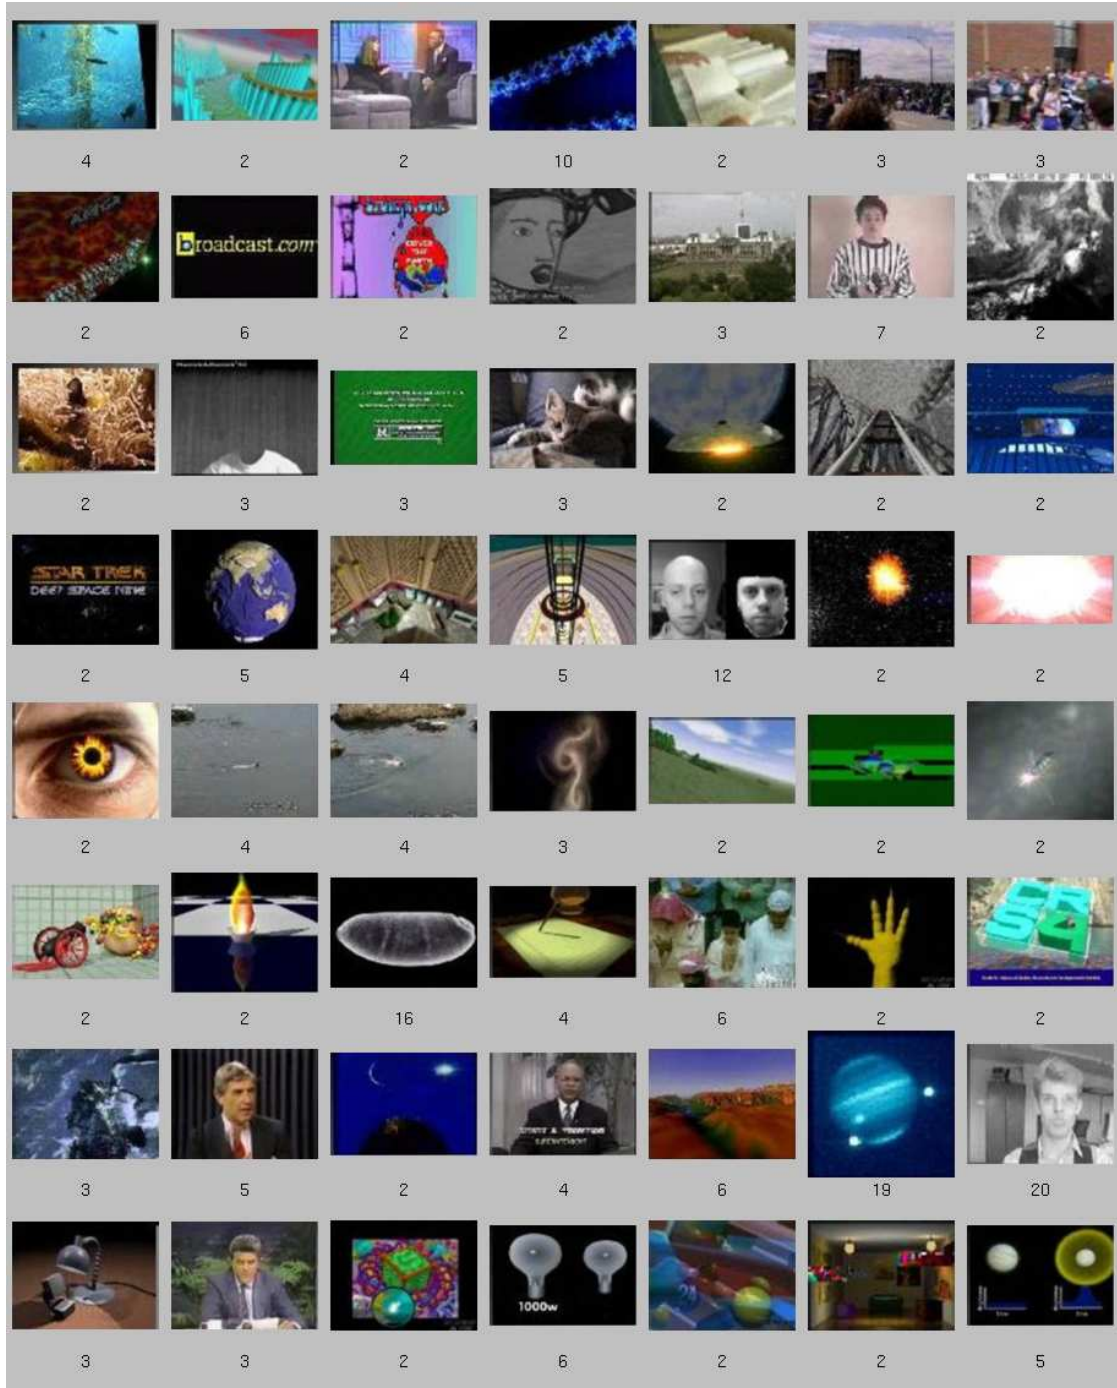 4 2 2 10 2 3 3
broadcast.com
2 6 2 2 3 7 2
2 3 3 3 2 2 2
STAR TREK
DEEP SPACE NINE
2 5 4 5 12 2 2
2 4 4 3 2 2 2
2 2 16 4 6 2 2
3 5 2 4 6 19 20
1000w
3 3 2 6 2 2 5